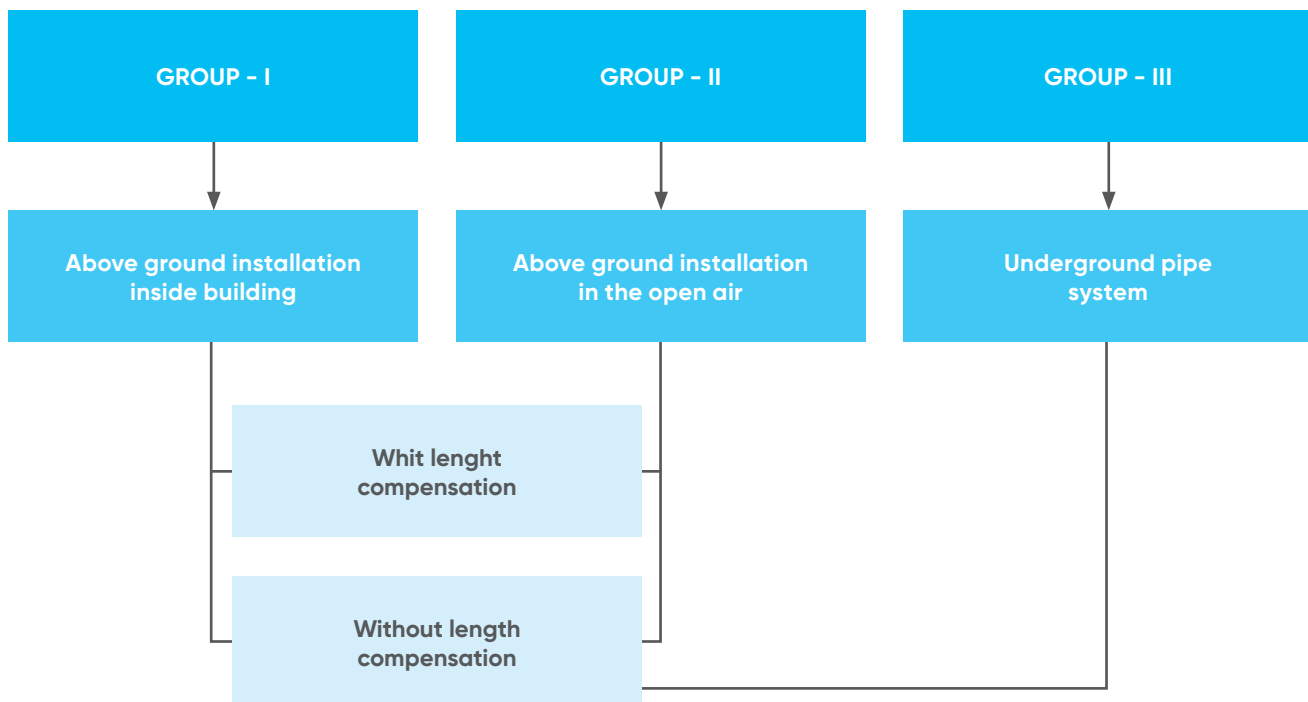 GROUP - I
GROUP - II
GROUP - III
Above ground installation
inside building
Above ground installation
in the open air
Underground pipe
system
Whit lenght
compensation
Without length
compensation